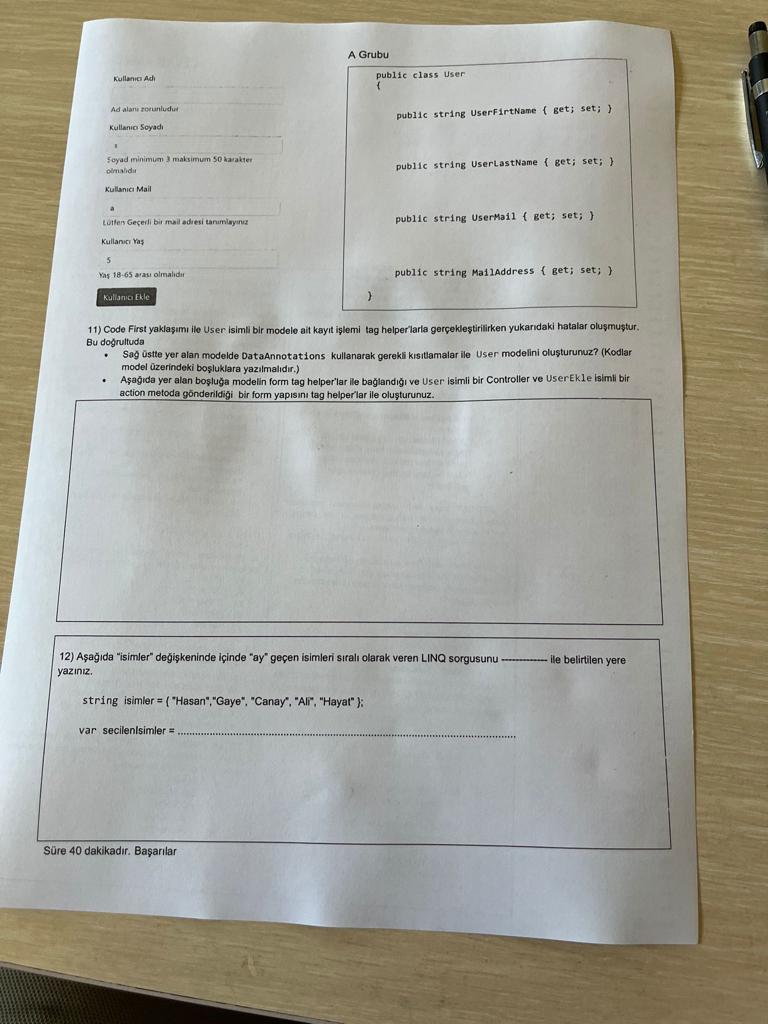 A Grubu
Kullanıcı Adı
Ad alanı zorunludur
Kullanıcı Soyadı
s
Soyad minimum 3 maksimum 50 karakter
olmalıdır
Kullanıcı Mail
a
Lütfen Geçerli bir mail adresi tanımlayınız
Kullanıcı Yaş
5
Yaş 18-65 arası olmalıdır
Kullanıcı Ekle
public class User
{
public string UserFirtName { get; set; }
public string UserLastName { get; set; }
public string UserMail { get; set; }
public string MailAddress { get; set; }
}
11) Code First yaklaşımı ile User isimli bir modele ait kayıt işlemi tag helper'larla gerçekleştirilirken yukarıdaki hatalar oluşmuştur.
Bu doğrultuda
• Sağ üstte yer alan modelde DataAnnotations kullanarak gerekli kısıtlamalar ile User modelini oluşturunuz? (Kodlar
model üzerindeki boşluklara yazılmalıdır.)
• Aşağıda yer alan boşluğa modelin form tag helper'lar ile bağlandığı ve User isimli bir Controller ve UserEkle isimli bir
action metoda gönderildiği bir form yapısını tag helper'lar ile oluşturunuz.
12) Aşağıda "isimler" değişkeninde içinde "ay" geçen isimleri sıralı olarak veren LINQ sorgusunu ------------- ile belirtilen yere
yazınız.
string isimler = { "Hasan","Gaye", "Canay", "Ali", "Hayat" };
var secilenIsimler = ................................................................................................
Süre 40 dakikadır. Başarılar